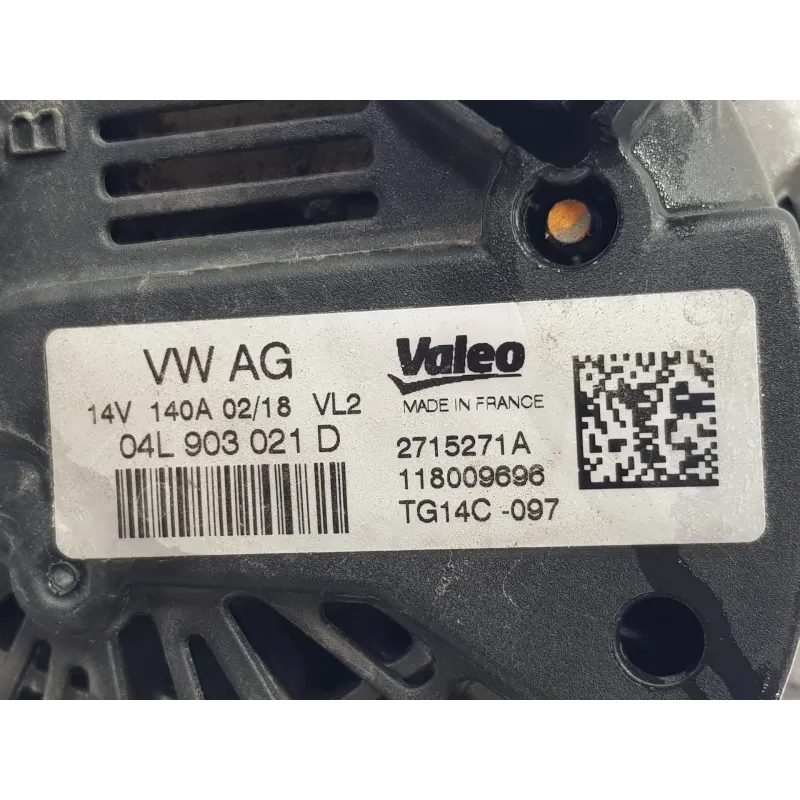 B
VW AG
14V 140A 02/18 VL2
04L 903 021 D
Valeo
MADE IN FRANCE
2715271A
118009696
TG14C -097